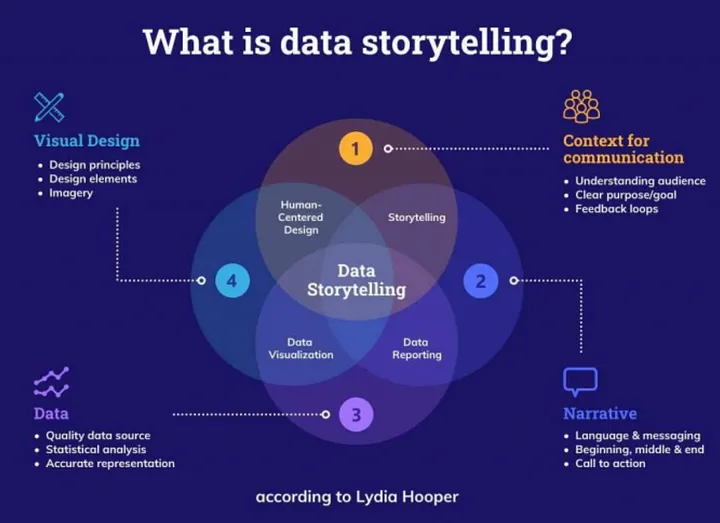 What is data storytelling?
Visual Design
• Design principles
• Design elements
• Imagery
1
Context for
communication
• Understanding audience
• Clear purpose/goal
• Feedback loops
Human-
Centered
Design
Storytelling
Data
Storytelling
4
2
Data
Visualization
Data
Reporting
3
Data
• Quality data source
• Statistical analysis
• Accurate representation
Narrative
• Language & messaging
• Beginning, middle & end
• Call to action
according to Lydia Hooper